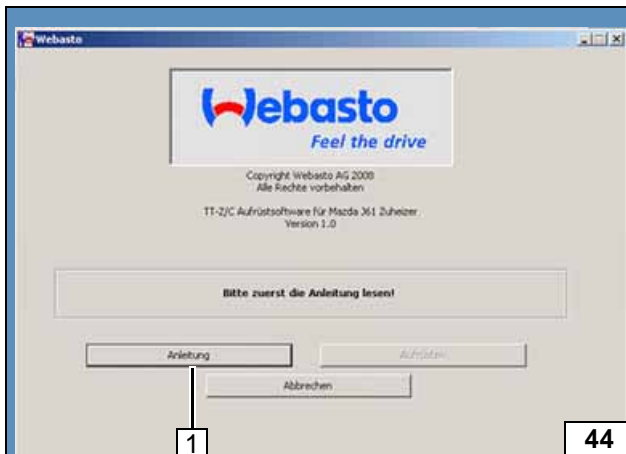 Webasto
Webasto
Feel the drive
Copyright Webasto AG 2008
Alle Rechte vorbehalten
TT-Z/C Aufrüstsoftware für Mazda J61 Zuheizer
Version 1.0
Bitte zuerst die Anleitung lesen!
Anleitung
Aufrüsten
Abbrechen
1
44